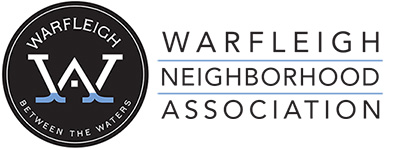 WARFLEIGH
W
BETWEEN THE WATERS
WARFLEIGH
NEIGHBORHOOD
ASSOCIATION